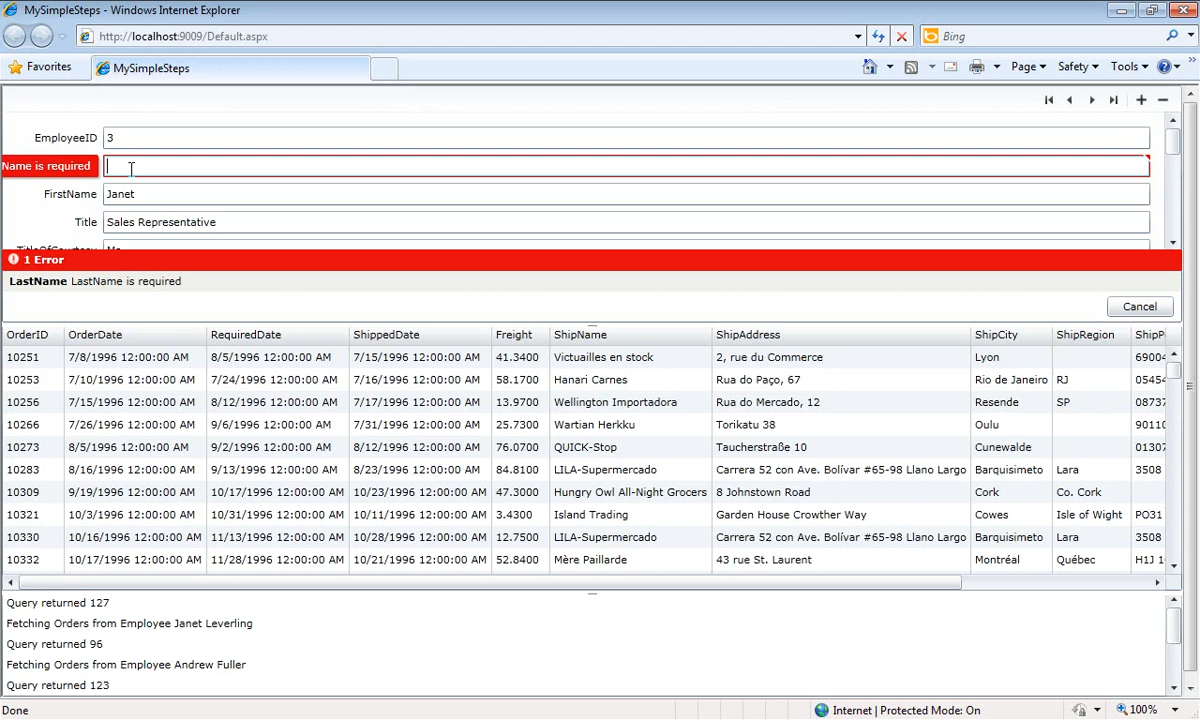 MySimpleSteps - Windows Internet Explorer
http://localhost:9009/Default.aspx
Bing
Favorites
MySimpleSteps
Page
Safety
Tools
EmployeeID 3
Name is required
FirstName Janet
Title Sales Representative
TitleOfCourtesy Ms.
1 Error
LastName LastName is required
Cancel
OrderID OrderDate RequiredDate ShippedDate Freight ShipName ShipAddress ShipCity ShipRegion ShipP
10251 7/8/1996 12:00:00 AM 8/5/1996 12:00:00 AM 7/15/1996 12:00:00 AM 41.3400 Victuailles en stock 2, rue du Commerce Lyon 69004
10253 7/10/1996 12:00:00 AM 7/24/1996 12:00:00 AM 7/16/1996 12:00:00 AM 58.1700 Hanari Carnes Rua do Paço, 67 Rio de Janeiro RJ 05454
10256 7/15/1996 12:00:00 AM 8/12/1996 12:00:00 AM 7/17/1996 12:00:00 AM 13.9700 Wellington Importadora Rua do Mercado, 12 Resende SP 08737
10266 7/26/1996 12:00:00 AM 9/6/1996 12:00:00 AM 7/31/1996 12:00:00 AM 25.7300 Wartian Herkku Torikatu 38 Oulu 90110
10273 8/5/1996 12:00:00 AM 9/2/1996 12:00:00 AM 8/12/1996 12:00:00 AM 76.0700 QUICK-Stop Taucherstraße 10 Cunewalde 01307
10283 8/16/1996 12:00:00 AM 9/13/1996 12:00:00 AM 8/23/1996 12:00:00 AM 84.8100 LILA-Supermercado Carrera 52 con Ave. Bolívar #65-98 Llano Largo Barquisimeto Lara 3508
10309 9/19/1996 12:00:00 AM 10/17/1996 12:00:00 AM 10/23/1996 12:00:00 AM 47.3000 Hungry Owl All-Night Grocers 8 Johnstown Road Cork Co. Cork
10321 10/3/1996 12:00:00 AM 10/31/1996 12:00:00 AM 10/11/1996 12:00:00 AM 3.4300 Island Trading Garden House Crowther Way Cowes Isle of Wight PO31
10330 10/16/1996 12:00:00 AM 11/13/1996 12:00:00 AM 10/28/1996 12:00:00 AM 12.7500 LILA-Supermercado Carrera 52 con Ave. Bolívar #65-98 Llano Largo Barquisimeto Lara 3508
10332 10/17/1996 12:00:00 AM 11/28/1996 12:00:00 AM 10/21/1996 12:00:00 AM 52.8400 Mère Paillarde 43 rue St. Laurent Montréal Québec H1J 1
Query returned 127
Fetching Orders from Employee Janet Leverling
Query returned 96
Fetching Orders from Employee Andrew Fuller
Query returned 123
Done
Internet | Protected Mode: On
100%